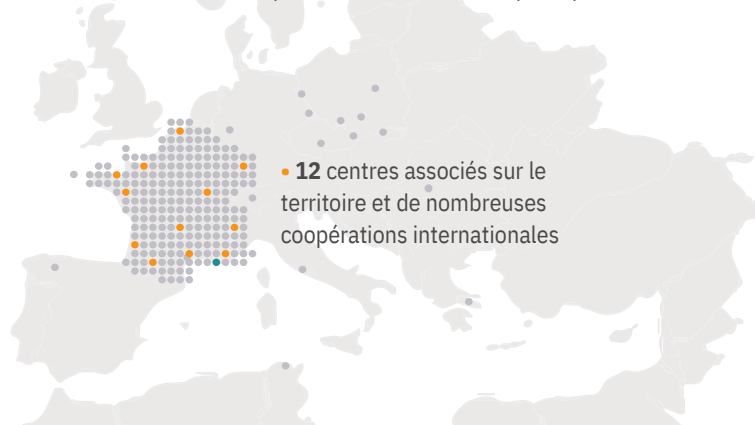 • 12 centres associés sur le
territoire et de nombreuses
coopérations internationales